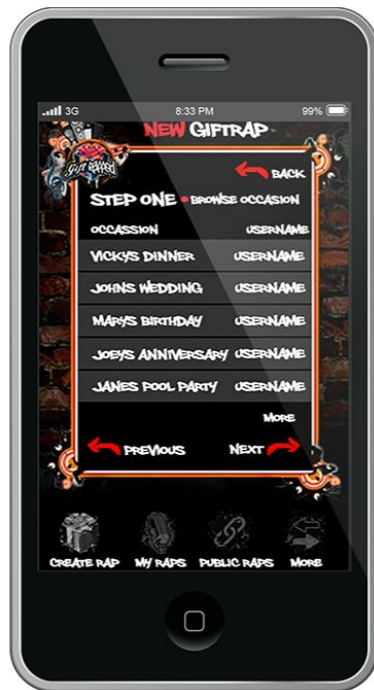 3G 8:33 PM 99%
NEW GIFTRAP
Gift Rapped
BACK
STEP ONE • BROWSE OCCASION
OCCASSION USERNAME
VICKYS DINNER USERNAME
JOHNS WEDDING USERNAME
MARYS BIRTHDAY USERNAME
JOEYS ANNIVERSARY USERNAME
JANES POOL PARTY USERNAME
MORE
PREVIOUS NEXT
CREATE RAP MY RAPS PUBLIC RAPS MORE